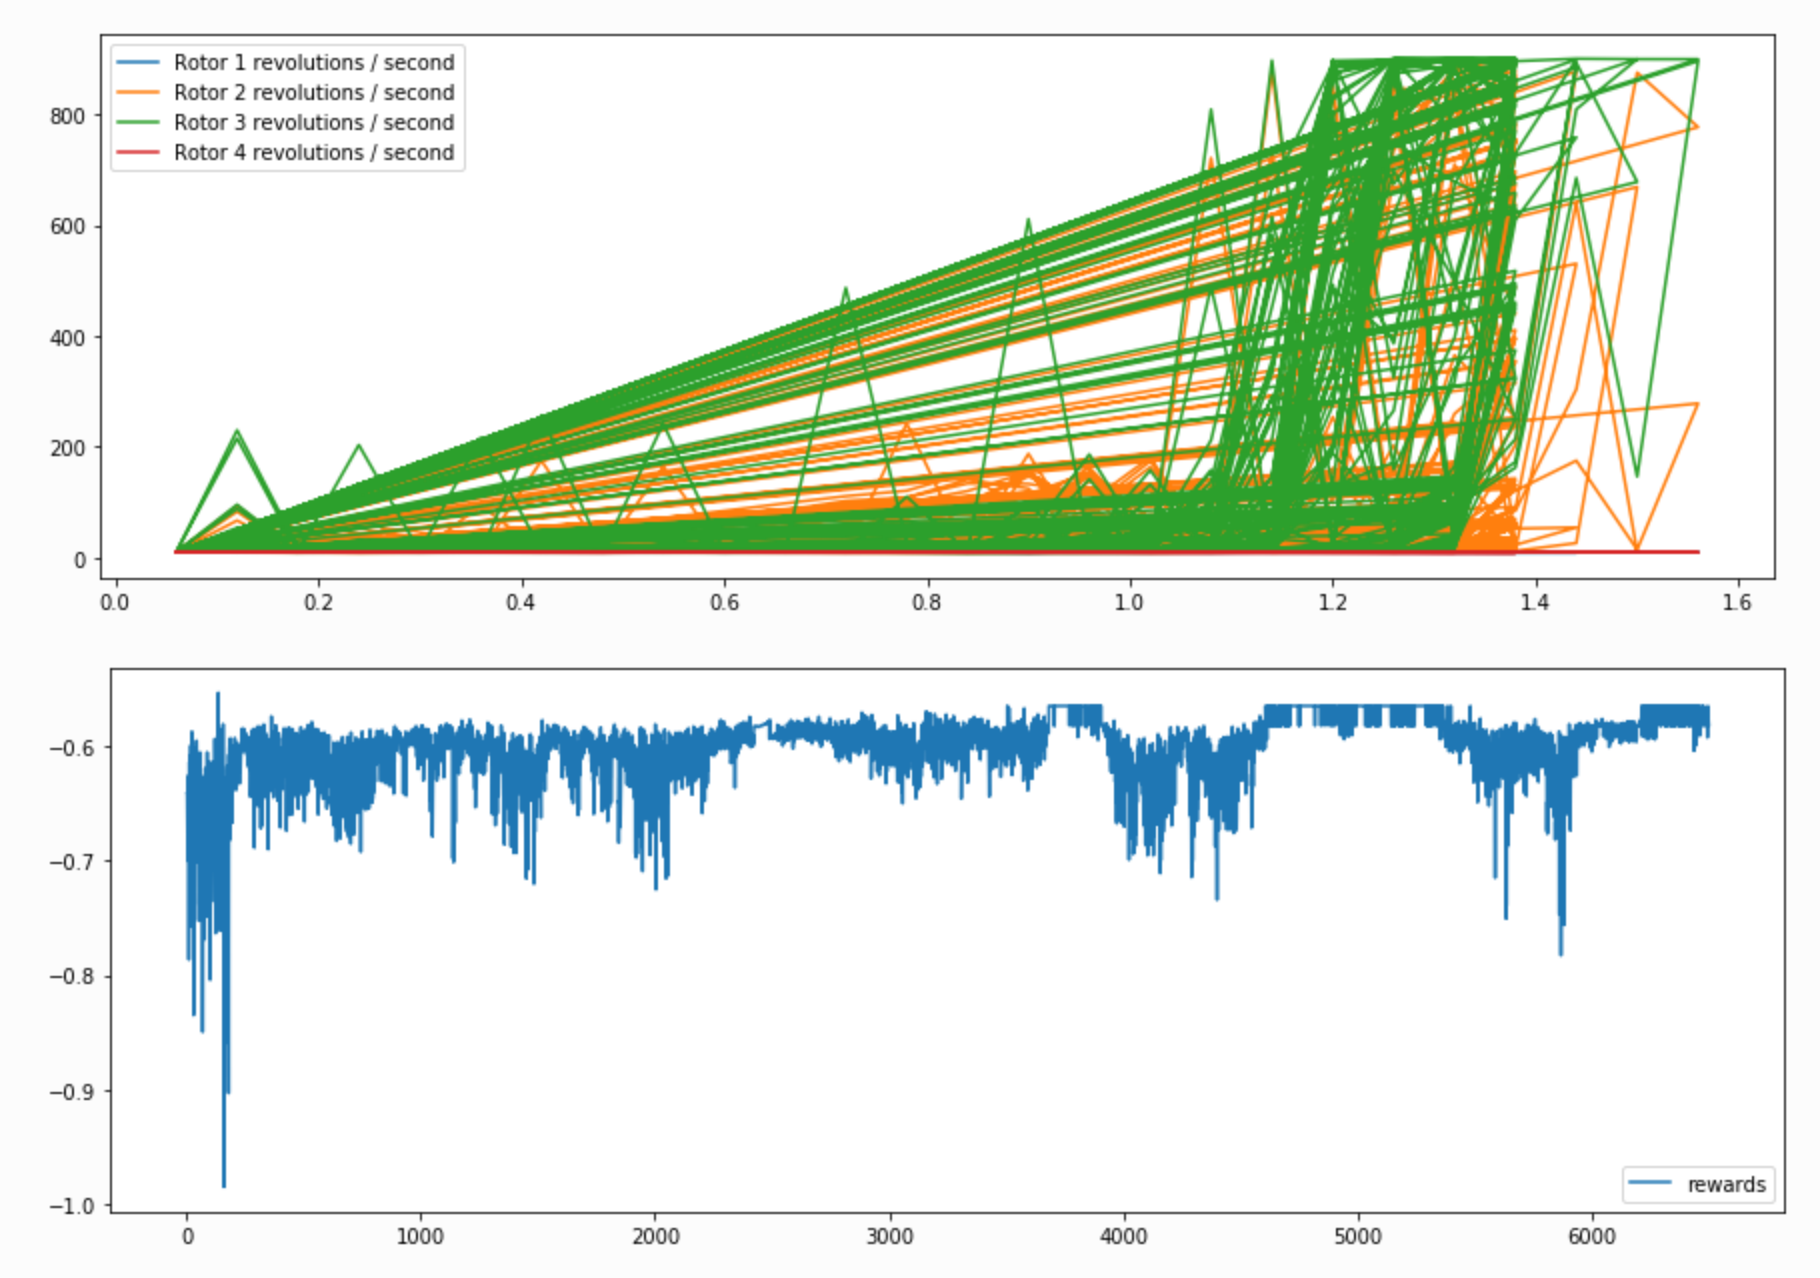 Rotor 1 revolutions / second
Rotor 2 revolutions / second
Rotor 3 revolutions / second
Rotor 4 revolutions / second
800
600
400
200
0
0.0 0.2 0.4 0.6 0.8 1.0 1.2 1.4 1.6
−0.6
−0.7
−0.8
−0.9
−1.0
rewards
0 1000 2000 3000 4000 5000 6000